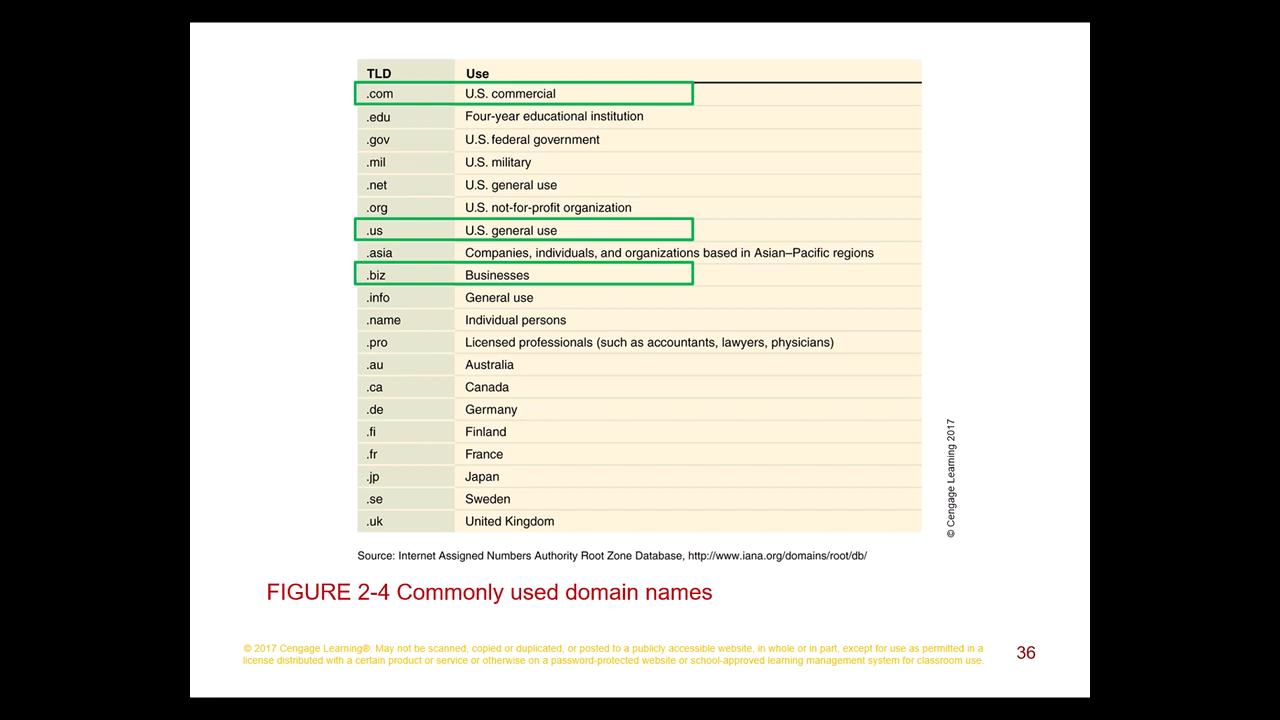 TLD Use
.com U.S. commercial
.edu Four-year educational institution
.gov U.S. federal government
.mil U.S. military
.net U.S. general use
.org U.S. not-for-profit organization
.us U.S. general use
.asia Companies, individuals, and organizations based in Asian–Pacific regions
.biz Businesses
.info General use
.name Individual persons
.pro Licensed professionals (such as accountants, lawyers, physicians)
.au Australia
.ca Canada
.de Germany
.fi Finland
.fr France
.jp Japan
.se Sweden
.uk United Kingdom
© Cengage Learning 2017
Source: Internet Assigned Numbers Authority Root Zone Database, http://www.iana.org/domains/root/db/
FIGURE 2-4 Commonly used domain names
© 2017 Cengage Learning®. May not be scanned, copied or duplicated, or posted to a publicly accessible website, in whole or in part, except for use as permitted in a
license distributed with a certain product or service or otherwise on a password-protected website or school-approved learning management system for classroom use.
36